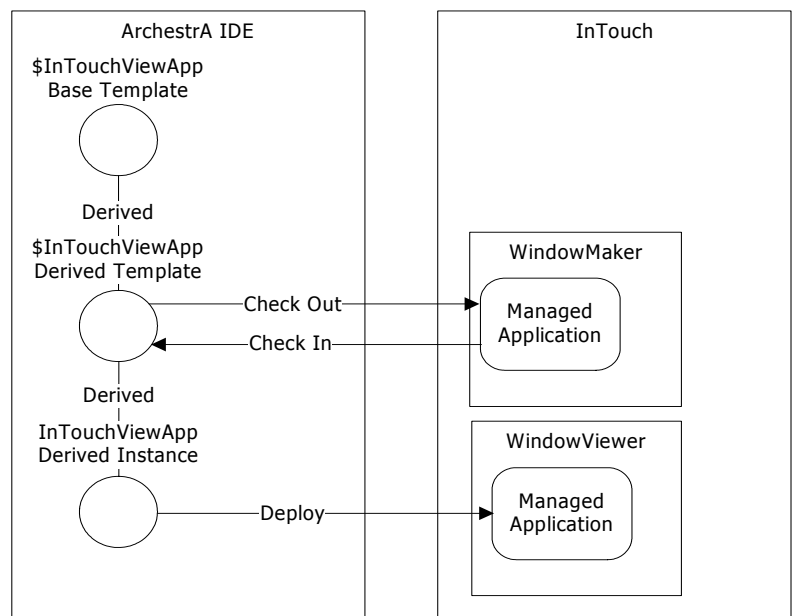 ArchestrA IDE
$InTouchViewApp
Base Template
Derived
$InTouchViewApp
Derived Template
Check Out
Check In
Derived
InTouchViewApp
Derived Instance
Deploy
InTouch
WindowMaker
Managed
Application
WindowViewer
Managed
Application